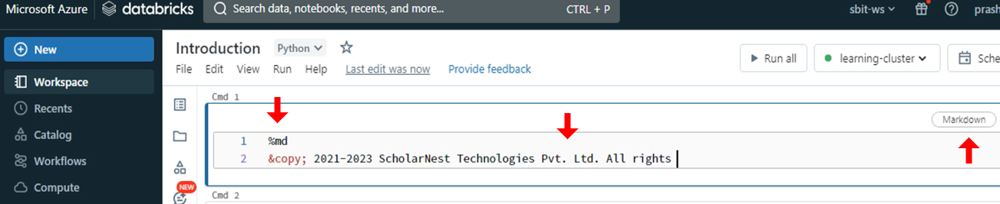 Microsoft Azure databricks Search data, notebooks, recents, and more... CTRL + P sbit-ws ? prash
New
Workspace
Recents
Catalog
Workflows
Compute
NEW
Introduction Python
File Edit View Run Help Last edit was now Provide feedback
Run all learning-cluster Sche
Cmd 1
Markdown
1 %md
2 &copy; 2021-2023 ScholarNest Technologies Pvt. Ltd. All rights
Cmd 2